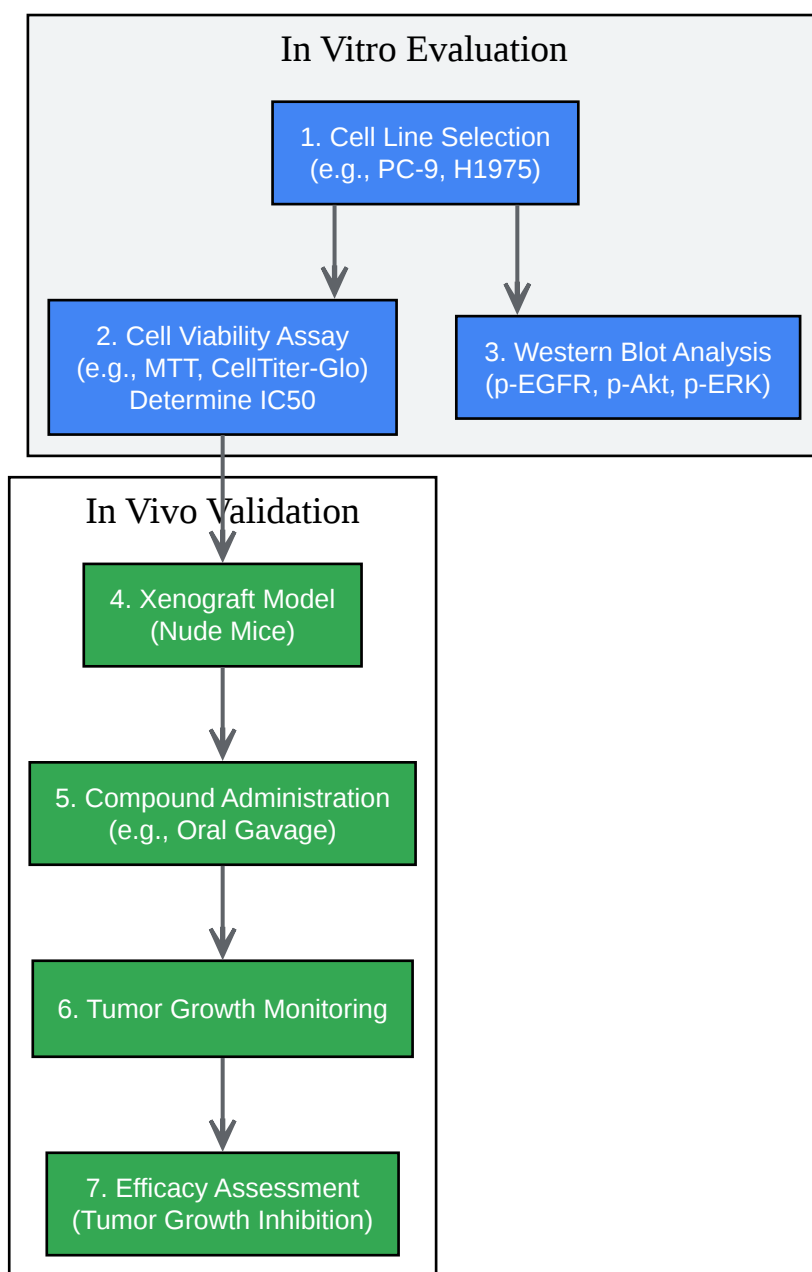 In Vitro Evaluation
1. Cell Line Selection
(e.g., PC-9, H1975)
2. Cell Viability Assay
(e.g., MTT, CellTiter-Glo)
Determine IC50
3. Western Blot Analysis
(p-EGFR, p-Akt, p-ERK)
In Vivo Validation
4. Xenograft Model
(Nude Mice)
5. Compound Administration
(e.g., Oral Gavage)
6. Tumor Growth Monitoring
7. Efficacy Assessment
(Tumor Growth Inhibition)